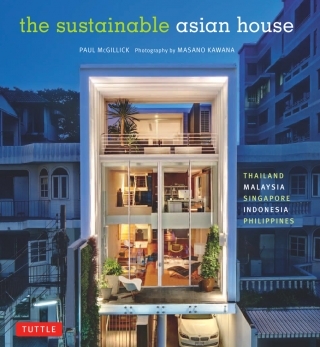 the sustainable asian house
PAUL McGILLICK Photography by MASANO KAWANA
THAILAND
MALAYSIA
SINGAPORE
INDONESIA
PHILIPPINES
TUTTLE